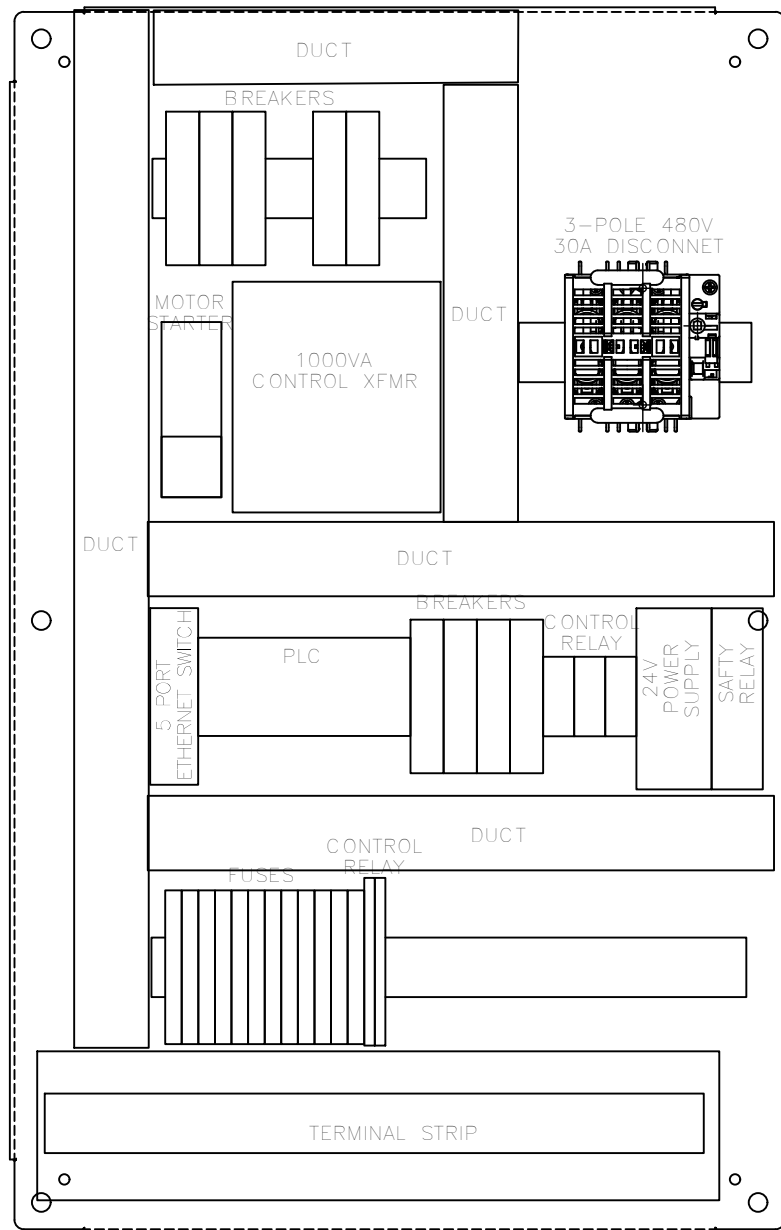 DUCT
BREAKERS
3-POLE 480V
30A DISCONNET
MOTOR
STARTER
DUCT
1000VA
CONTROL XFMR
DUCT
DUCT
BREAKERS
CONTROL
RELAY
5 PORT
ETHERNET SWITCH
PLC
24V
POWER
SUPPLY
SAFTY
RELAY
DUCT
CONTROL
RELAY
FUSES
TERMINAL STRIP